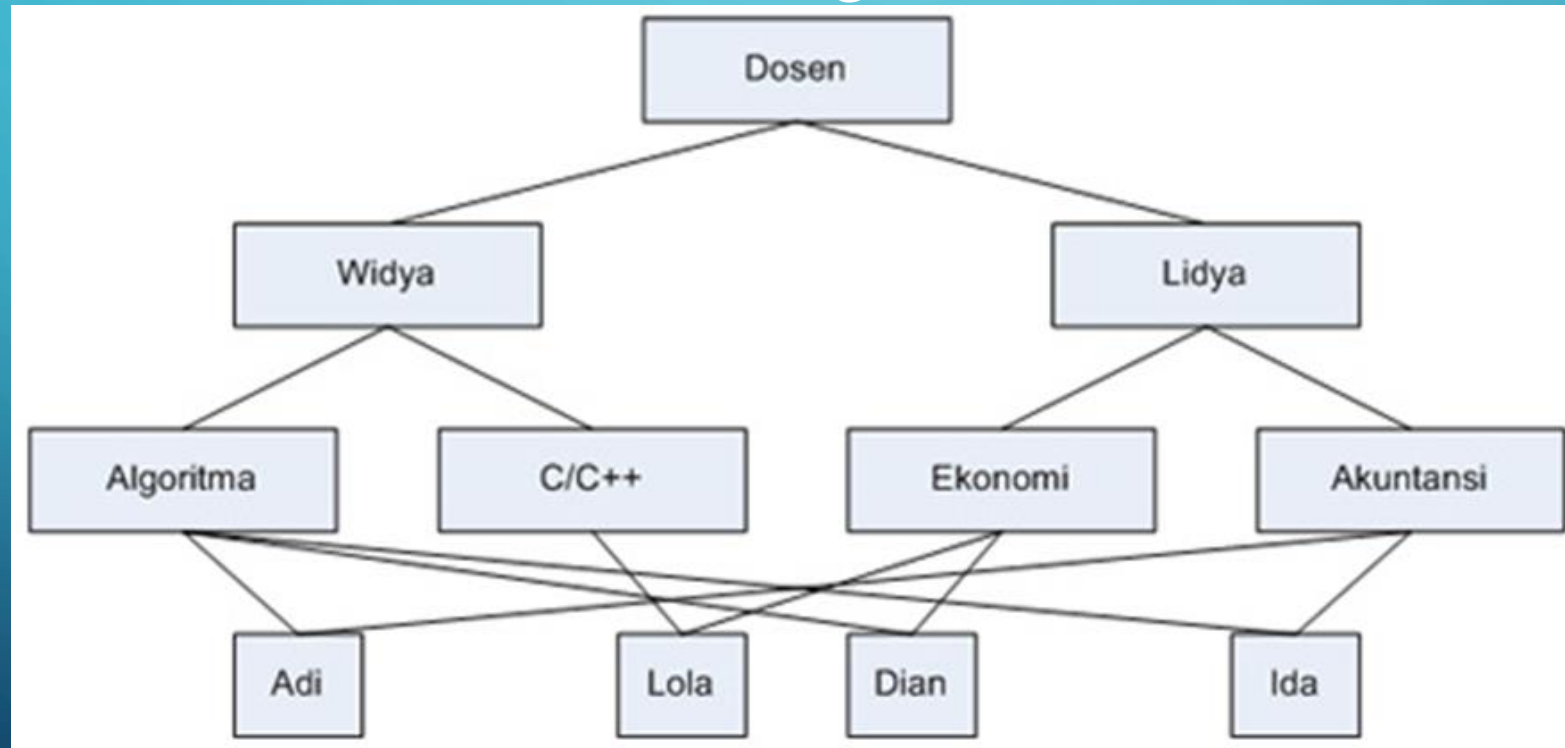 Dosen
Widya
Lidya
Algoritma
C/C++
Ekonomi
Akuntansi
Adi
Lola
Dian
Ida